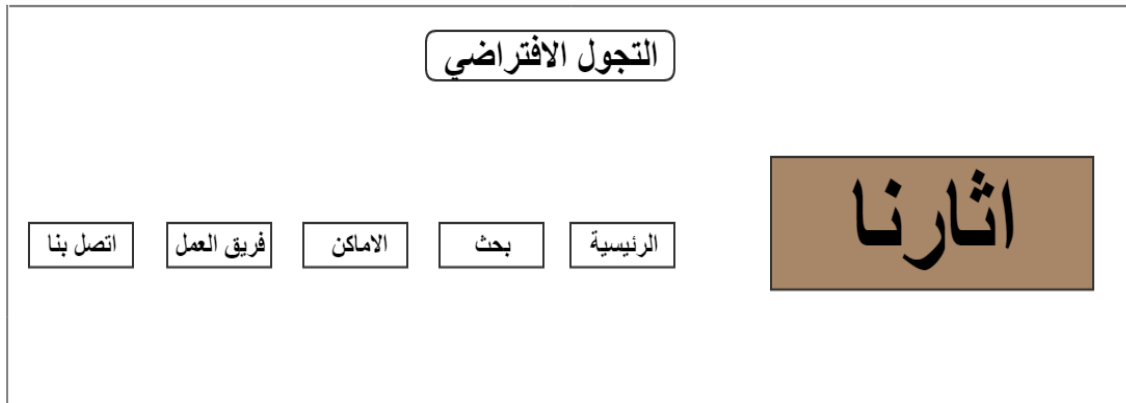 التجول الافتراضي
اثارنا
الرئيسية
بحث
الاماكن
فريق العمل
اتصل بنا